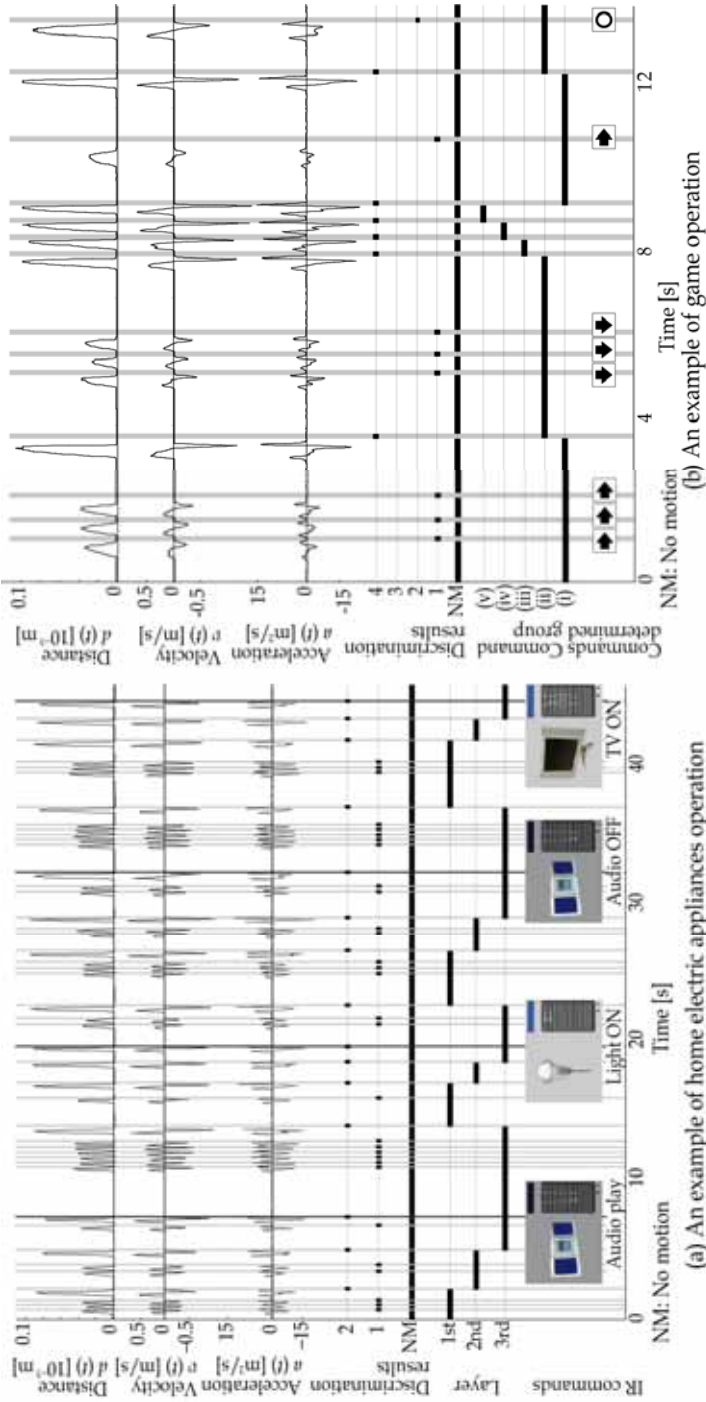 Distance
d (t) [10⁻³ m]
0.1
0
Velocity
v (t) [m/s]
0.5
0
-0.5
Acceleration
a (t) [m²/s]
15
0
-15
Discrimination
results
2
1
NM
Layer
1st
2nd
3rd
IR commands
Audio play
Light ON
Audio OFF
TV ON
0
10
20
30
40
NM: No motion
Time [s]
(a) An example of home electric appliances operation
Distance
d (t) [10⁻³ m]
0.1
0
Velocity
v (t) [m/s]
0.5
0
-0.5
Acceleration
a (t) [m²/s]
15
0
-15
Discrimination
results
4
3
2
1
NM
Commands Command
determined group
(v)
(iv)
(iii)
(ii)
(i)
0
4
8
12
NM: No motion
Time [s]
(b) An example of game operation